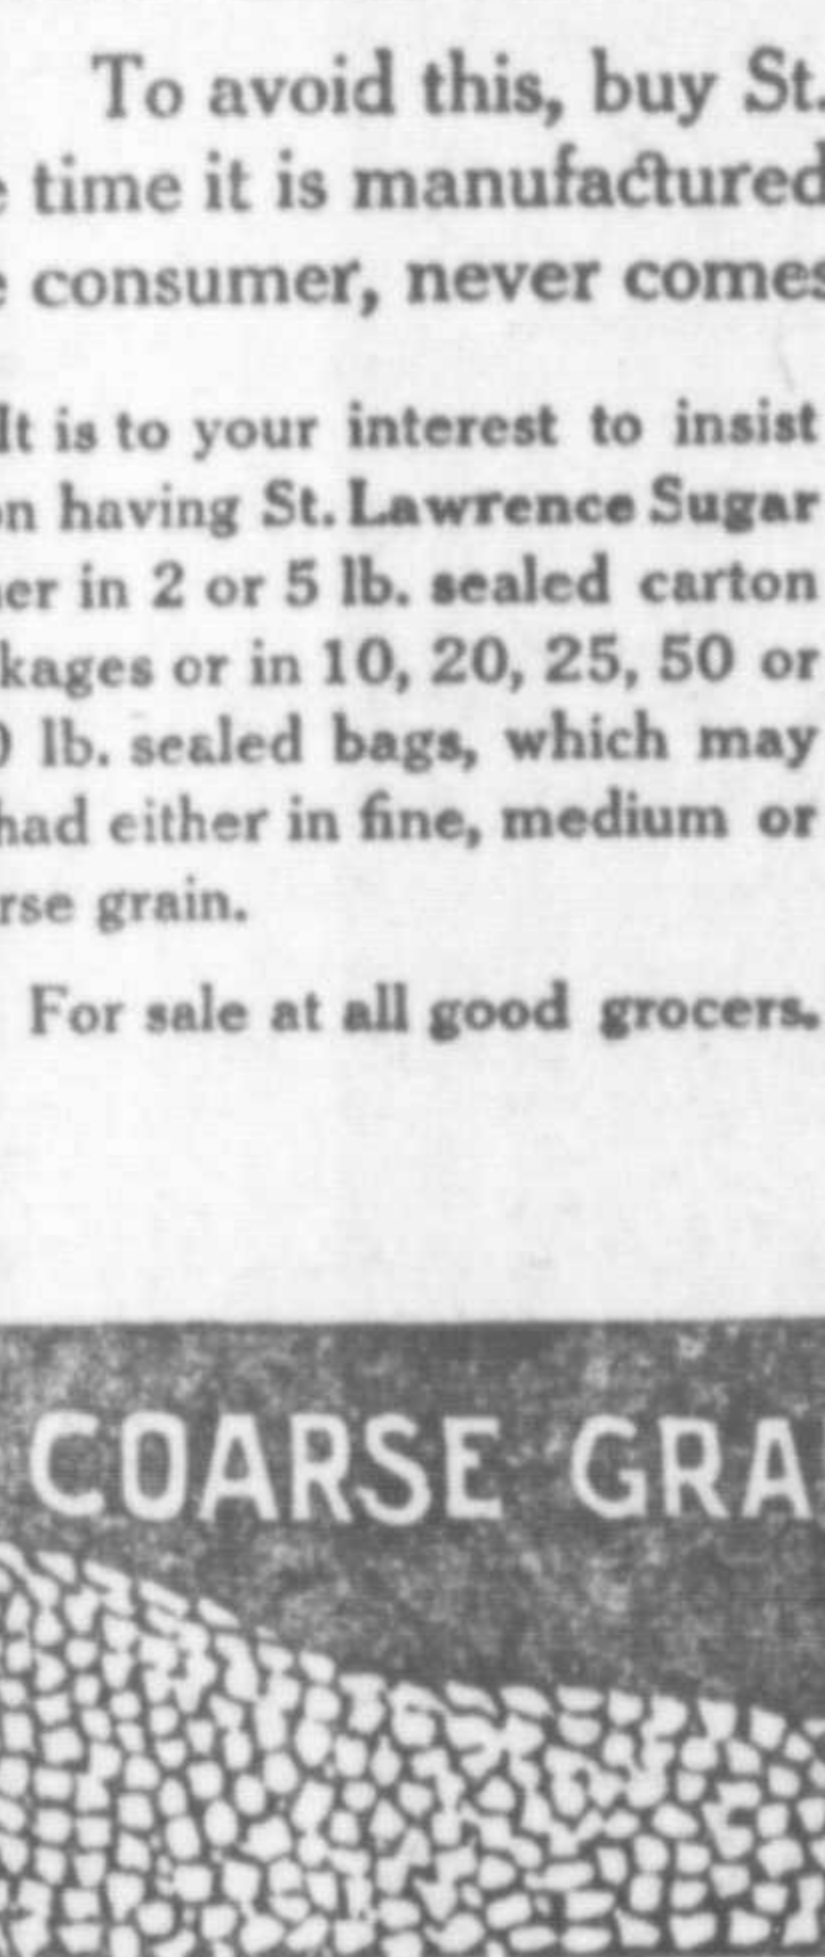 To avoid this, buy St.
e time it is manufactured
e consumer, never comes
It is to your interest to insist
on having St. Lawrence Sugar
her in 2 or 5 lb. sealed carton
kages or in 10, 20, 25, 50 or
0 lb. sealed bags, which may
had either in fine, medium or
rse grain.
For sale at all good grocers.
COARSE GRA